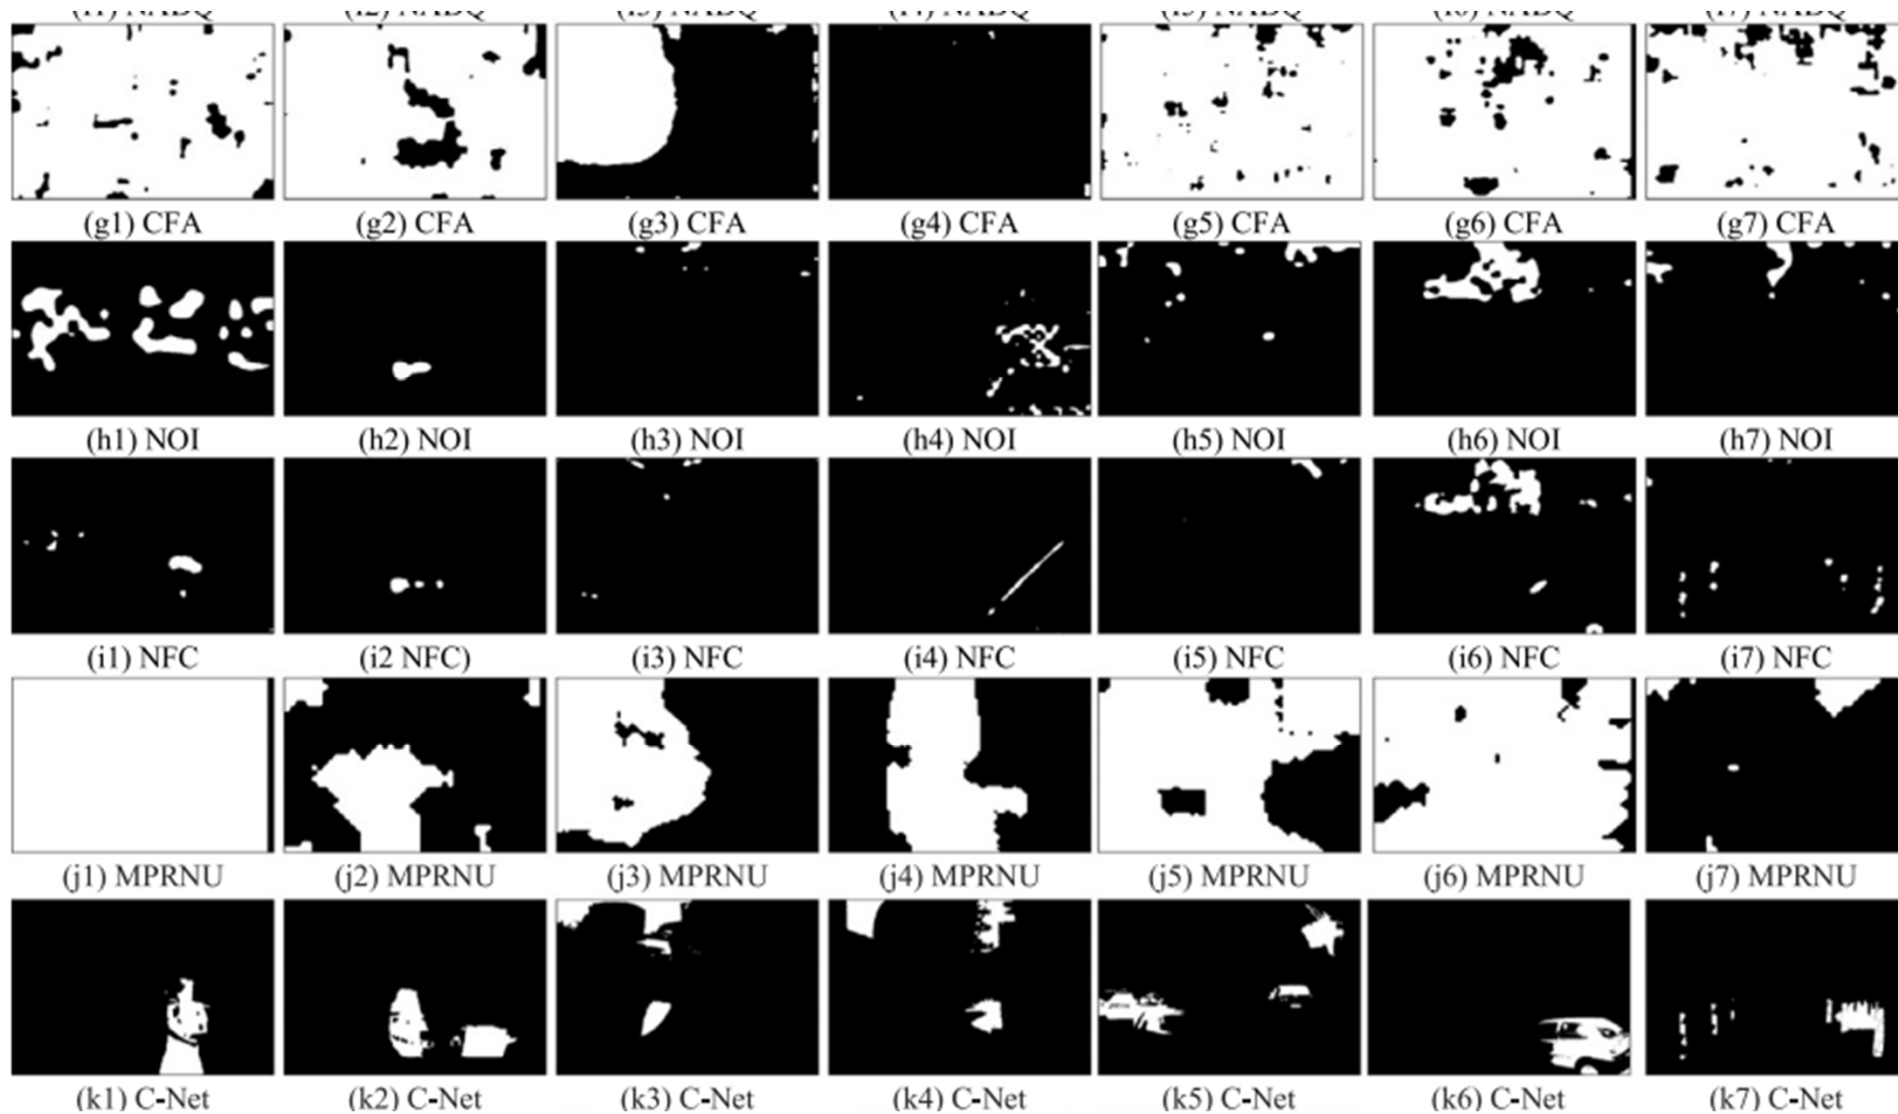 (g1) CFA (g2) CFA (g3) CFA (g4) CFA (g5) CFA (g6) CFA (g7) CFA
(h1) NOI (h2) NOI (h3) NOI (h4) NOI (h5) NOI (h6) NOI (h7) NOI
(i1) NFC (i2 NFC) (i3) NFC (i4) NFC (i5) NFC (i6) NFC (i7) NFC
(j1) MPRNU (j2) MPRNU (j3) MPRNU (j4) MPRNU (j5) MPRNU (j6) MPRNU (j7) MPRNU
(k1) C-Net (k2) C-Net (k3) C-Net (k4) C-Net (k5) C-Net (k6) C-Net (k7) C-Net